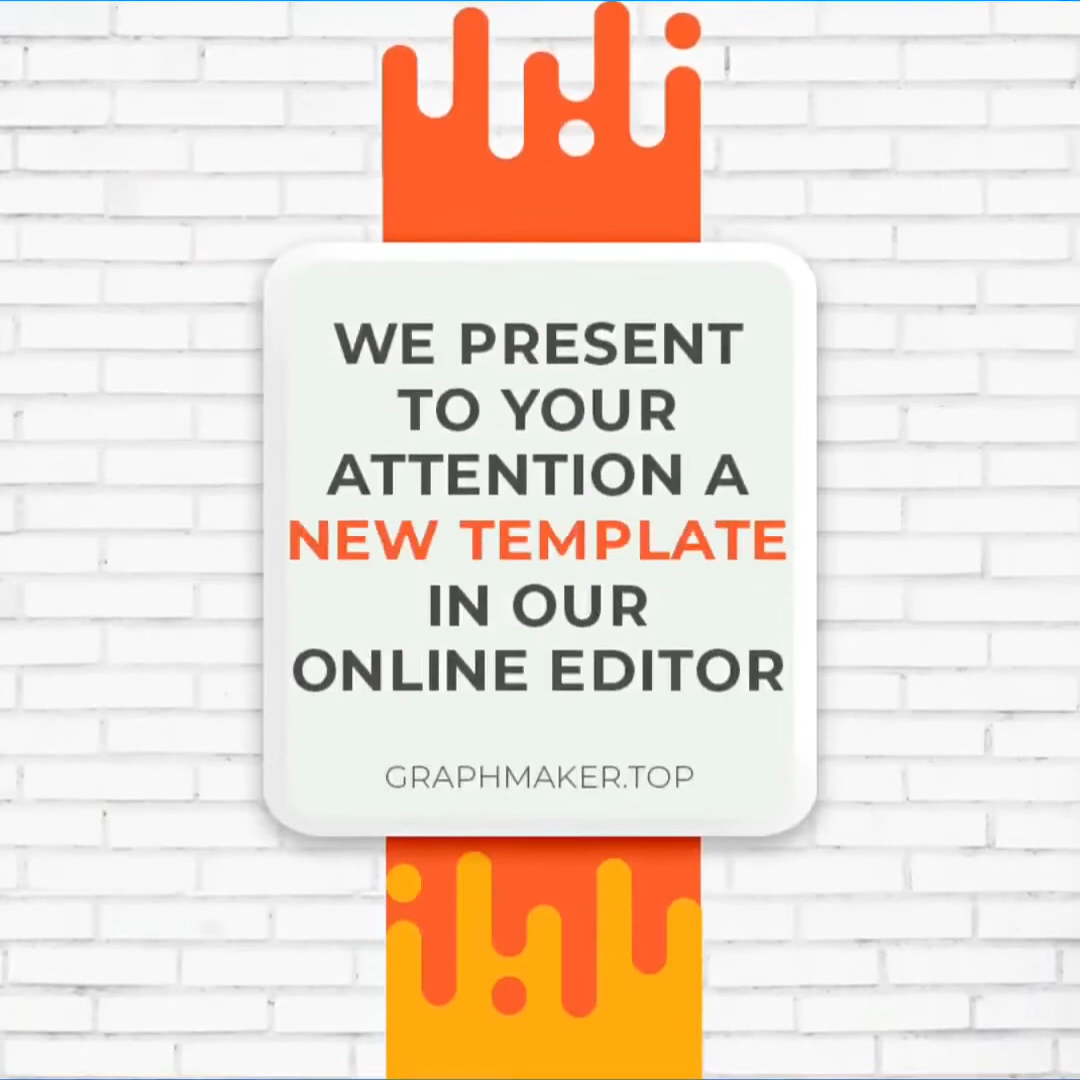 WE PRESENT
TO YOUR
ATTENTION A
NEW TEMPLATE
IN OUR
ONLINE EDITOR
GRAPHMAKER.TOP